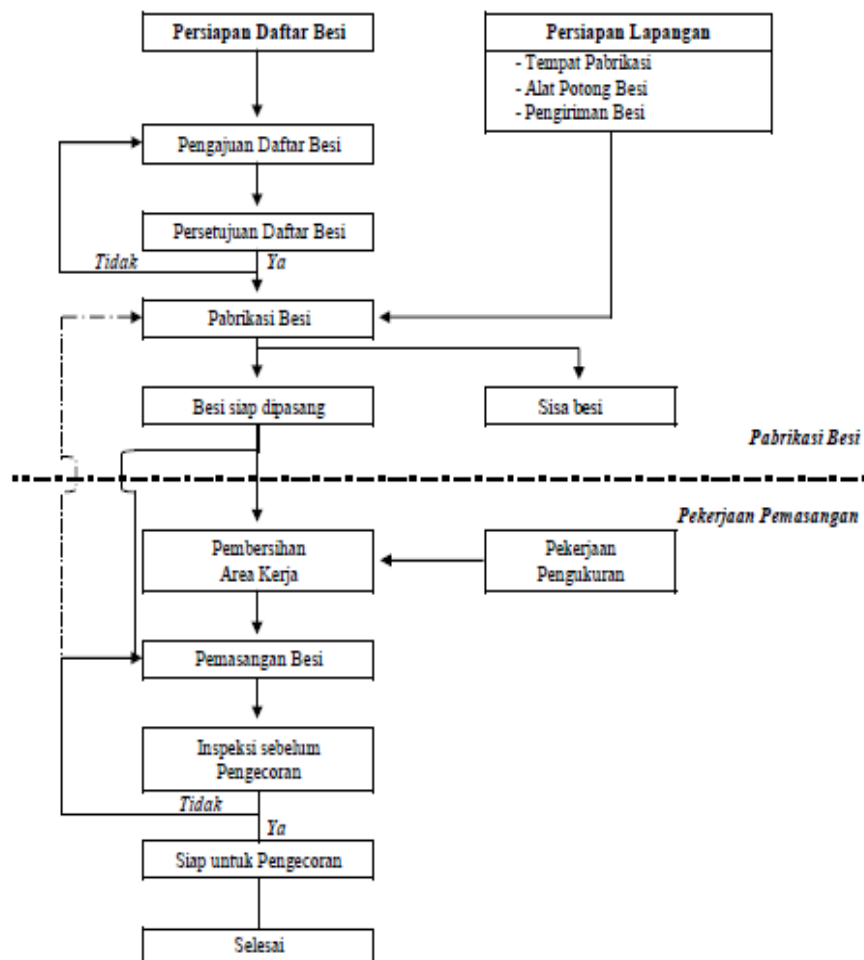 Persiapan Daftar Besi
Persiapan Lapangan
- Tempat Pabrikasi
- Alat Potong Besi
- Pengiriman Besi
Pengajuan Daftar Besi
Persetujuan Daftar Besi
Tidak
Ya
Pabrikasi Besi
Besi siap dipasang
Sisa besi
Pabrikasi Besi
Pekerjaan Pemasangan
Pembersihan
Area Kerja
Pekerjaan
Pengukuran
Pemasangan Besi
Inspeksi sebelum
Pengecoran
Tidak
Ya
Siap untuk Pengecoran
Selesai